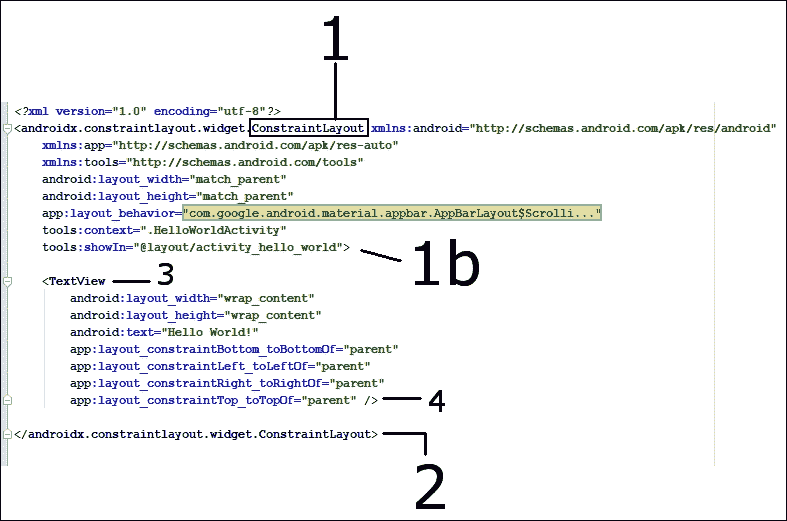 1
<?xml version="1.0" encoding="utf-8"?>
<androidx.constraintlayout.widget.ConstraintLayout xmlns:android="http://schemas.android.com/apk/res/android"
xmlns:app="http://schemas.android.com/apk/res-auto"
xmlns:tools="http://schemas.android.com/tools"
android:layout_width="match_parent"
android:layout_height="match_parent"
app:layout_behavior="com.google.android.material.appbar.AppBarLayout$Scrolli..."
tools:context=".HelloWorldActivity"
tools:showIn="@layout/activity_hello_world">
1b
<TextView
3
android:layout_width="wrap_content"
android:layout_height="wrap_content"
android:text="Hello World!"
app:layout_constraintBottom_toBottomOf="parent"
app:layout_constraintLeft_toLeftOf="parent"
app:layout_constraintRight_toRightOf="parent"
app:layout_constraintTop_toTopOf="parent" />
4
</androidx.constraintlayout.widget.ConstraintLayout>
2